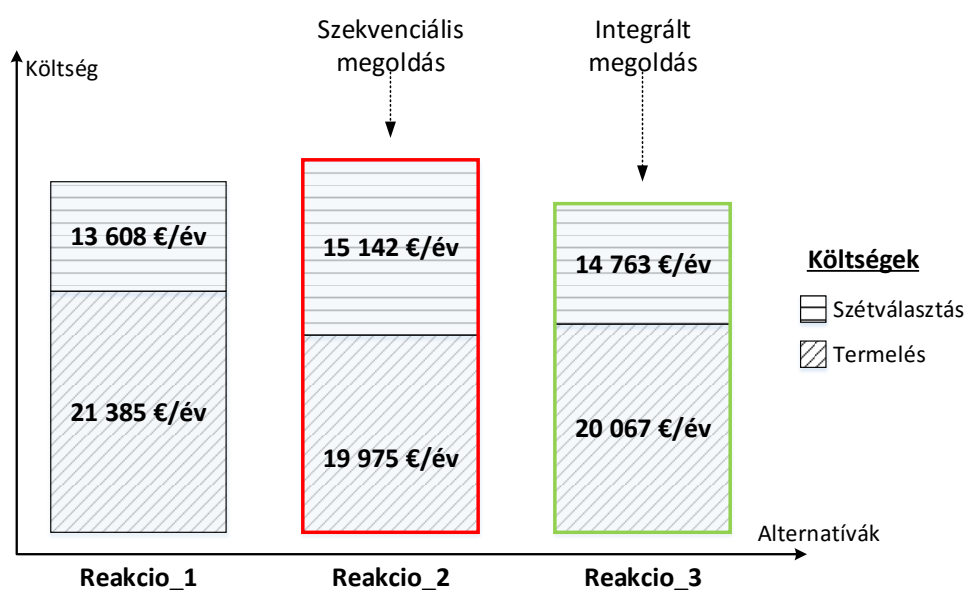 Szekvenciális
megoldás
Integrált
megoldás
Költség
13 608 €/év
15 142 €/év
14 763 €/év
Költségek
Szétválasztás
Termelés
21 385 €/év
19 975 €/év
20 067 €/év
Alternatívák
Reakcio_1
Reakcio_2
Reakcio_3